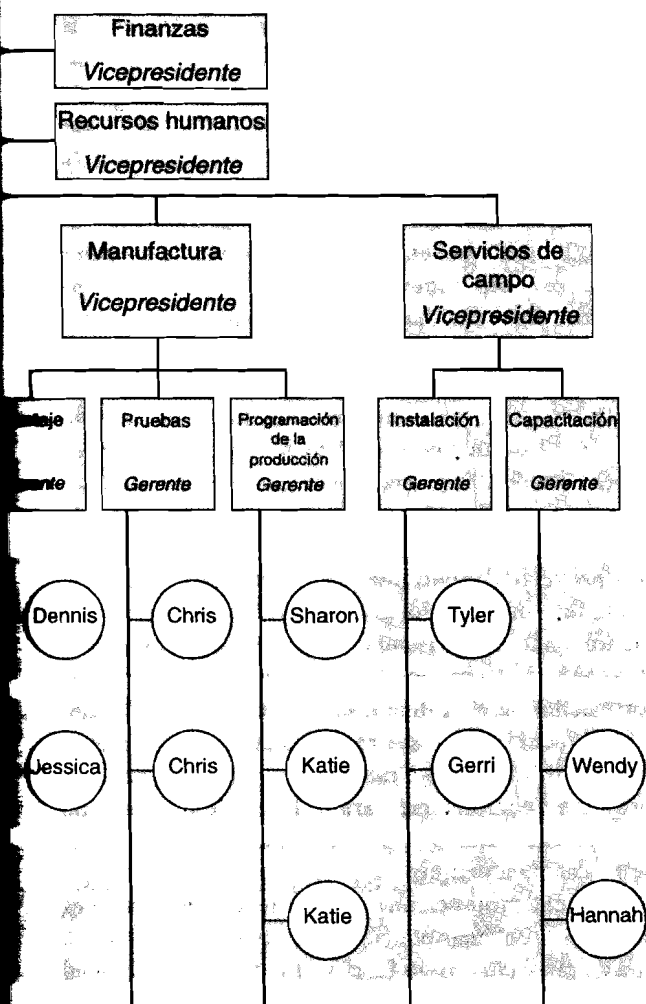 Finanzas
Vicepresidente
Recursos humanos
Vicepresidente
Manufactura
Vicepresidente
Servicios de
campo
Vicepresidente
Pruebas
Gerente
Programación
de la
producción
Gerente
Instalación
Gerente
Capacitación
Gerente
Dennis
Chris
Sharon
Tyler
Jessica
Chris
Katie
Gerri
Wendy
Katie
Hannah